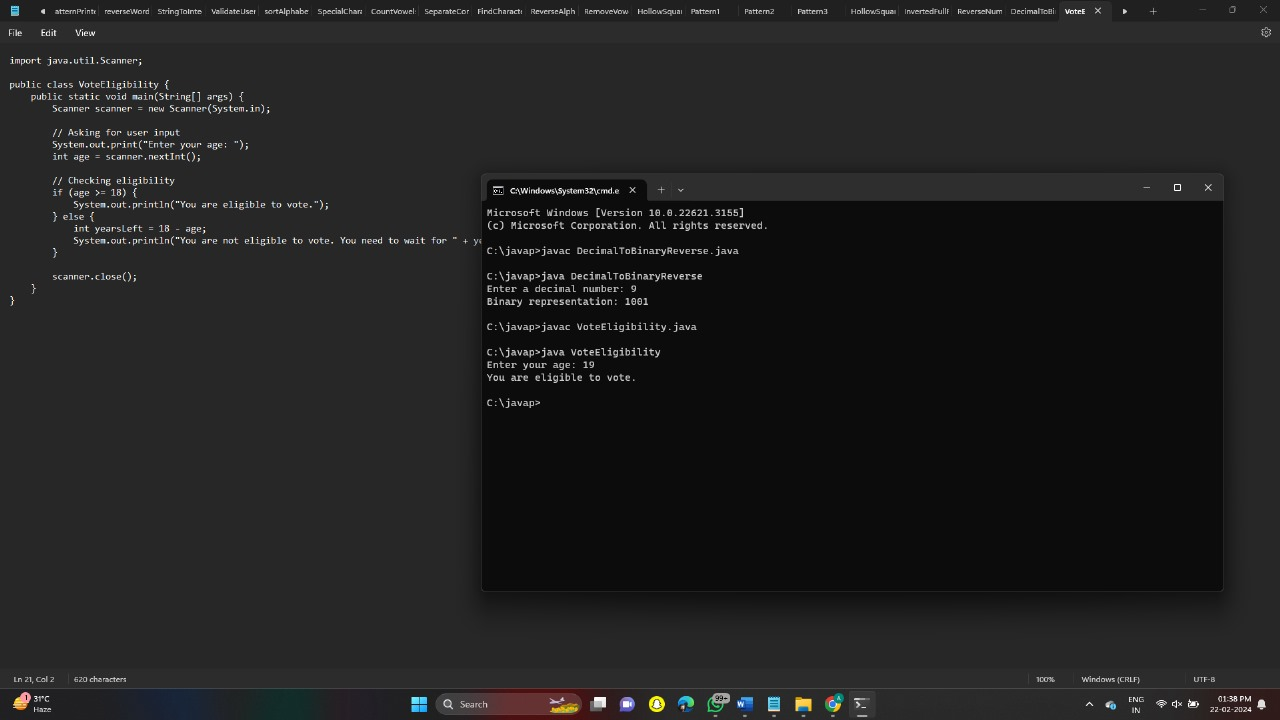 atternPrinte reverseWord StringToInte ValidateUser sortAlphabe SpecialChara CountVowels SeparateCor FindCharact ReverseAlph RemoveVow HollowSquar Pattern1 Pattern2 Pattern3 HollowSquar InvertedFullP ReverseNum DecimalToBi VoteE
File Edit View
import java.util.Scanner;
public class VoteEligibility {
public static void main(String[] args) {
Scanner scanner = new Scanner(System.in);
// Asking for user input
System.out.print("Enter your age: ");
int age = scanner.nextInt();
// Checking eligibility
if (age >= 18) {
System.out.println("You are eligible to vote.");
} else {
int yearsLeft = 18 - age;
System.out.println("You are not eligible to vote. You need to wait for " + ye
}
scanner.close();
}
}
C:\Windows\System32\cmd.e
Microsoft Windows [Version 10.0.22621.3155]
(c) Microsoft Corporation. All rights reserved.
C:\javap>javac DecimalToBinaryReverse.java
C:\javap>java DecimalToBinaryReverse
Enter a decimal number: 9
Binary representation: 1001
C:\javap>javac VoteEligibility.java
C:\javap>java VoteEligibility
Enter your age: 19
You are eligible to vote.
C:\javap>
Ln 21, Col 2 620 characters 100% Windows (CRLF) UTF-8
1
31°C
Haze
Search
99+
ENG
IN
01:38 PM
22-02-2024